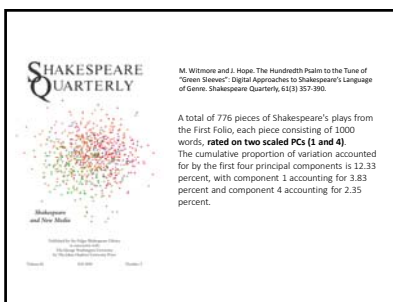 SHAKESPEARE
QUARTERLY
Shakespeare
and New Media
M. Witmore and J. Hope. The Hundredth Psalm to the Tune of
"Green Sleeves": Digital Approaches to Shakespeare's Language
of Genre. Shakespeare Quarterly, 61(3) 357-390.
A total of 776 pieces of Shakespeare's plays from
the First Folio, each piece consisting of 1000
words, rated on two scaled PCs (1 and 4).
The cumulative proportion of variation accounted
for by the first four principal components is 12.33
percent, with component 1 accounting for 3.83
percent and component 4 accounting for 2.35
percent.